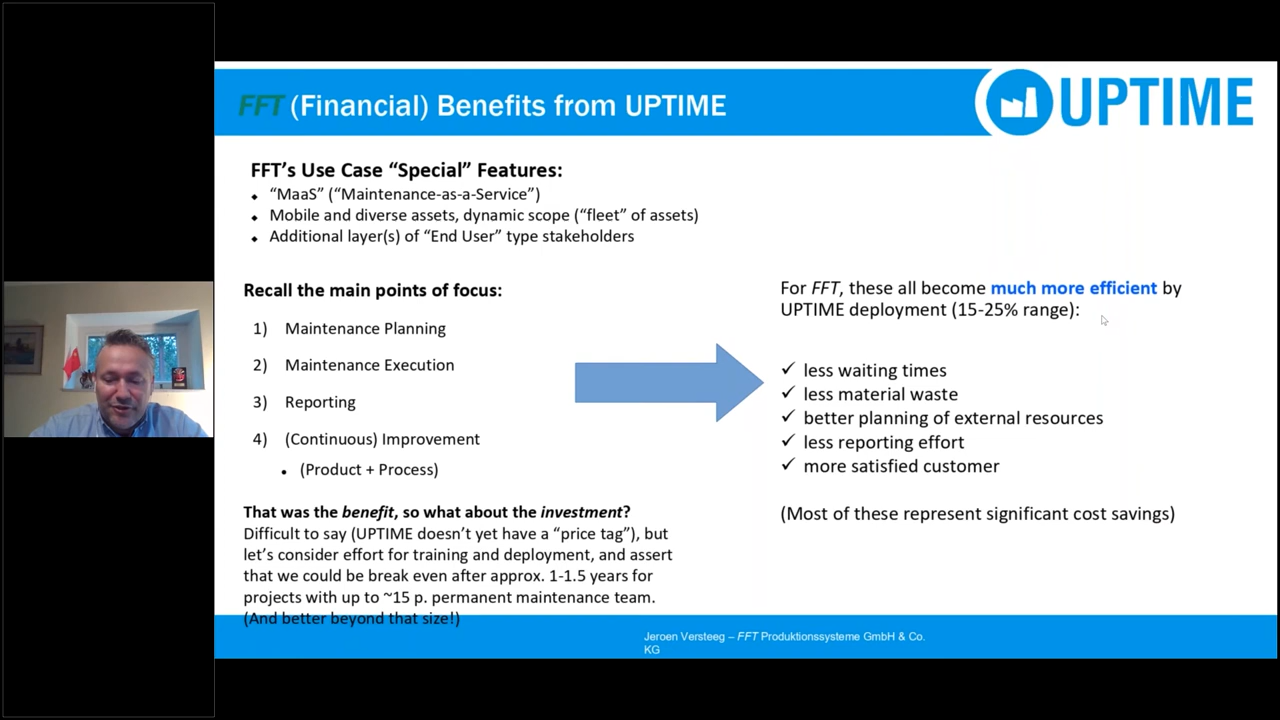 FFT (Financial) Benefits from UPTIME
UPTIME
FFT’s Use Case “Special” Features:
“MaaS” (“Maintenance-as-a-Service”)
Mobile and diverse assets, dynamic scope (“fleet” of assets)
Additional layer(s) of “End User” type stakeholders
Recall the main points of focus:
1) Maintenance Planning
2) Maintenance Execution
3) Reporting
4) (Continuous) Improvement
(Product + Process)
For FFT, these all become much more efficient by
UPTIME deployment (15-25% range):
✓ less waiting times
✓ less material waste
✓ better planning of external resources
✓ less reporting effort
✓ more satisfied customer
(Most of these represent significant cost savings)
That was the benefit, so what about the investment?
Difficult to say (UPTIME doesn’t yet have a “price tag”), but
let’s consider effort for training and deployment, and assert
that we could be break even after approx. 1-1.5 years for
projects with up to ~15 p. permanent maintenance team.
(And better beyond that size!)
Jeroen Versteeg – FFT Produktionssysteme GmbH & Co.
KG